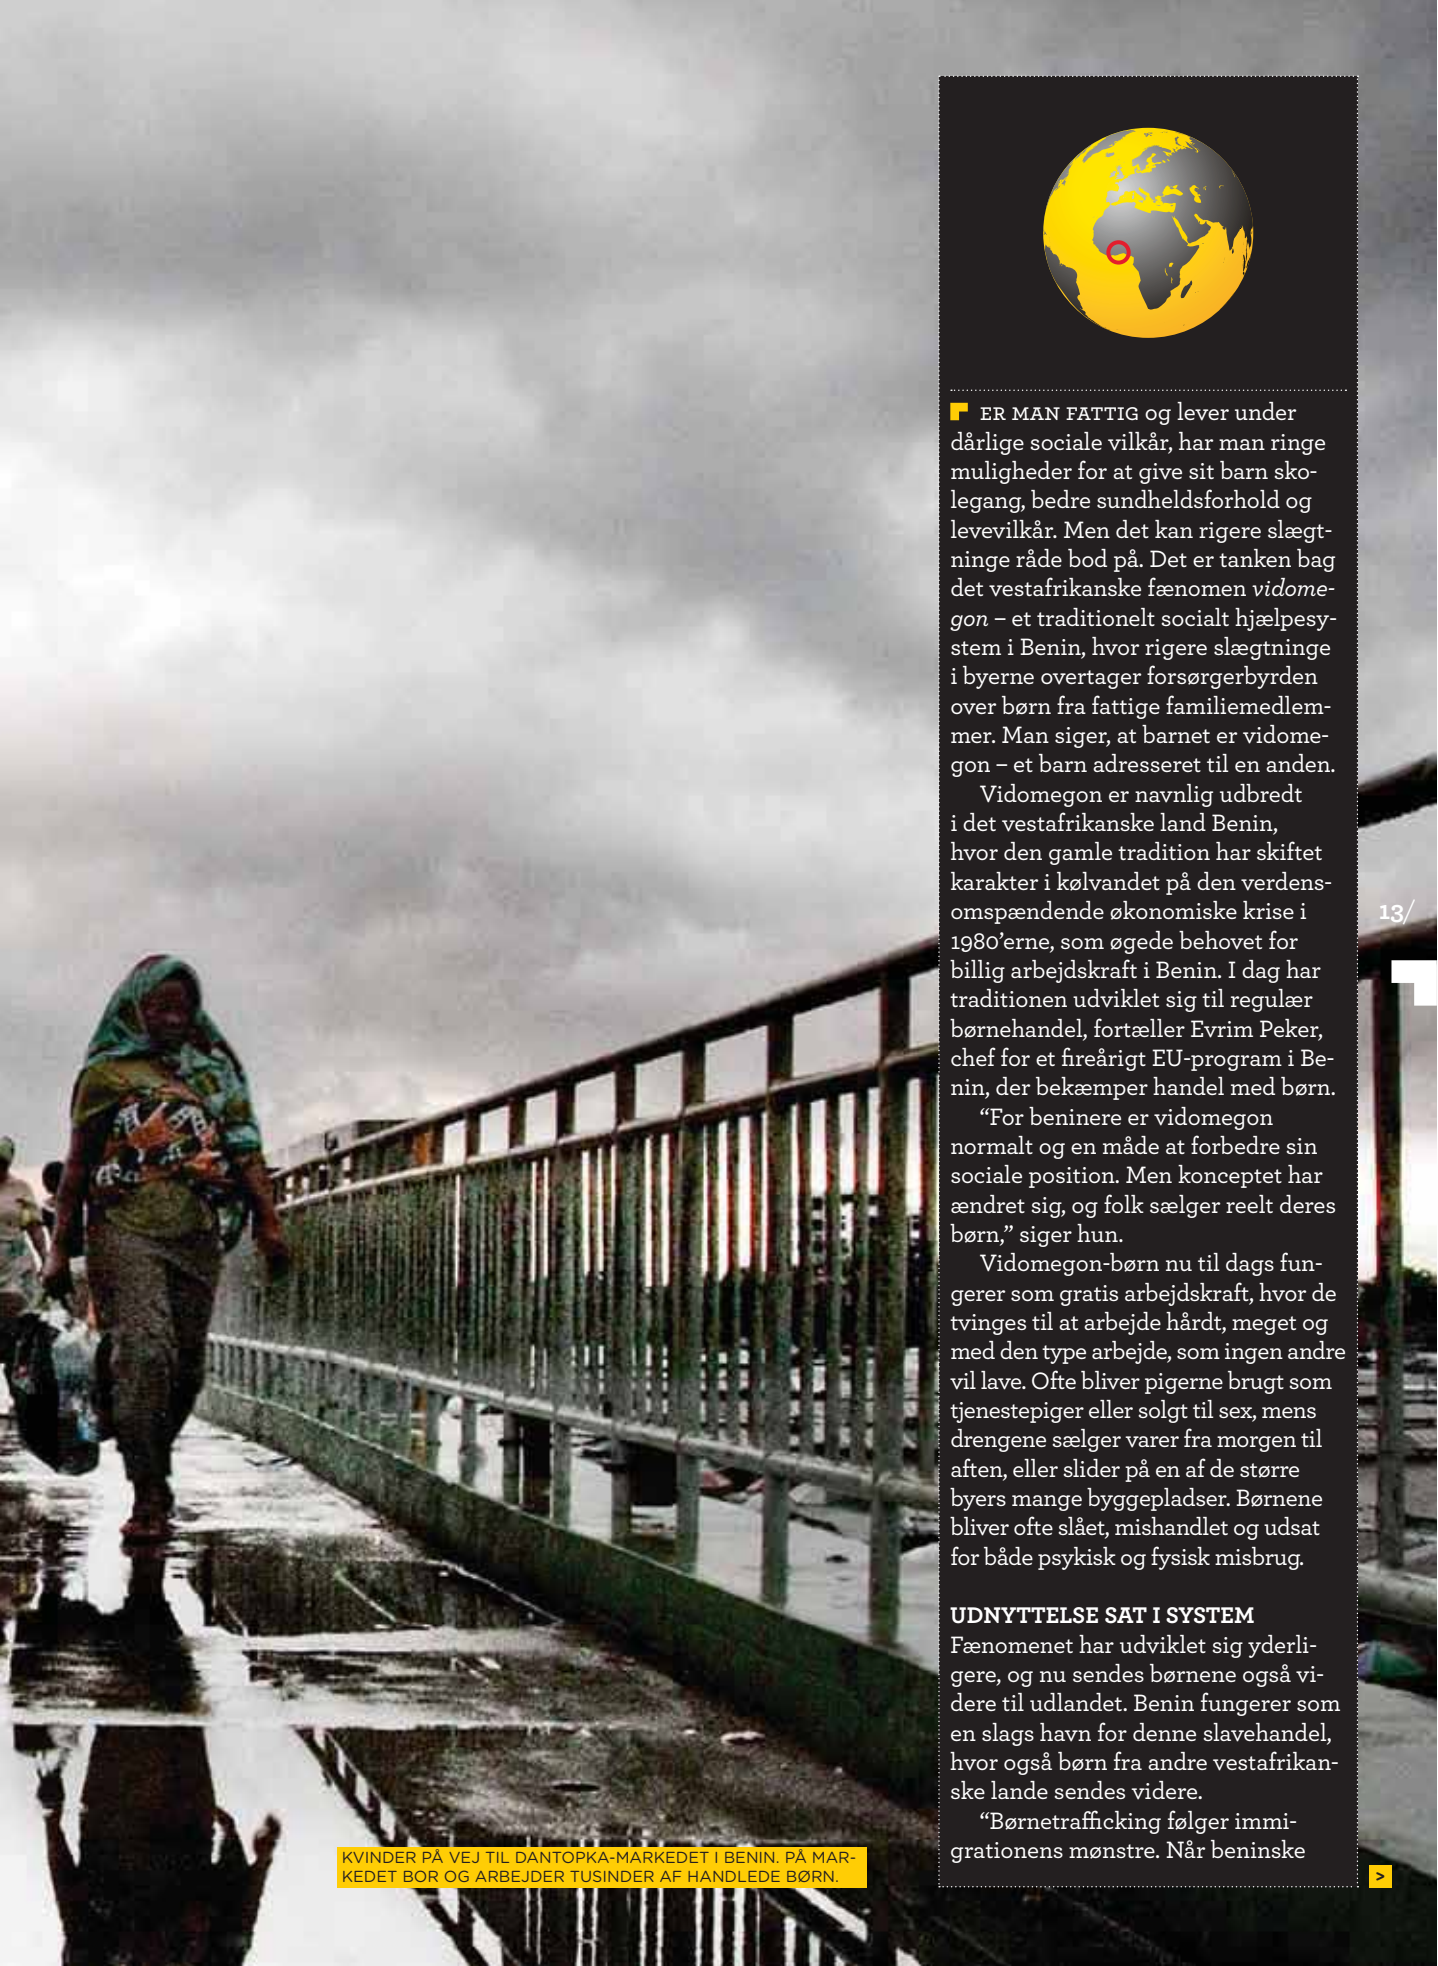 ER MAN FATTIG og lever under
dårlige sociale vilkår, har man ringe
muligheder for at give sit barn sko-
legang, bedre sundheldsforhold og
levevilkår. Men det kan rigere slægt-
ninge råde bod på. Det er tanken bag
det vestafrikanske fænomen vidome-
gon – et traditionelt socialt hjælpesy-
stem i Benin, hvor rigere slægtninge
i byerne overtager forsørgerbyrden
over børn fra fattige familiemedlem-
mer. Man siger, at barnet er vidome-
gon – et barn adresseret til en anden.
Vidomegon er navnlig udbredt
i det vestafrikanske land Benin,
hvor den gamle tradition har skiftet
karakter i kølvandet på den verdens-
omspændende økonomiske krise i
1980’erne, som øgede behovet for
billig arbejdskraft i Benin. I dag har
traditionen udviklet sig til regulær
børnehandel, fortæller Evrim Peker,
chef for et fireårigt EU-program i Be-
nin, der bekæmper handel med børn.
“For beninere er vidomegon
normalt og en måde at forbedre sin
sociale position. Men konceptet har
ændret sig, og folk sælger reelt deres
børn,” siger hun.
Vidomegon-børn nu til dags fun-
gerer som gratis arbejdskraft, hvor de
tvinges til at arbejde hårdt, meget og
med den type arbejde, som ingen andre
vil lave. Ofte bliver pigerne brugt som
tjenestepiger eller solgt til sex, mens
drengene sælger varer fra morgen til
aften, eller slider på en af de større
byers mange byggepladser. Børnene
bliver ofte slået, mishandlet og udsat
for både psykisk og fysisk misbrug.
UDNYTTELSE SAT I SYSTEM
Fænomenet har udviklet sig yderli-
gere, og nu sendes børnene også vi-
dere til udlandet. Benin fungerer som
en slags havn for denne slavehandel,
hvor også børn fra andre vestafrikan-
ske lande sendes videre.
“Børnetrafficking følger immi-
grationens mønstre. Når beninske
>
13/
KVINDER PÅ VEJ TIL DANTOPKA-MARKEDET I BENIN. PÅ MAR-
KEDET BOR OG ARBEJDER TUSINDER AF HANDLEDE BØRN.